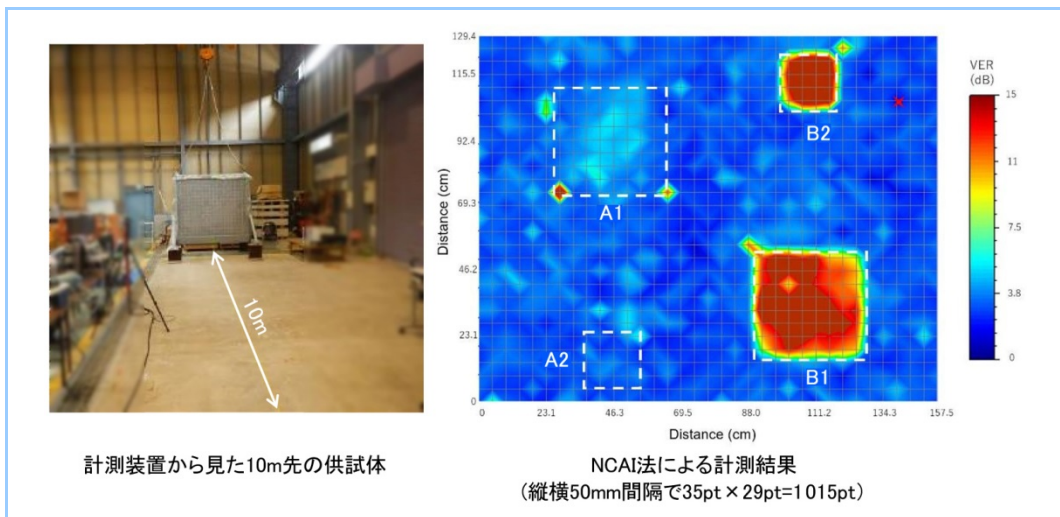 10m
計測装置から見た10m先の供試体
129.4
115.5
92.4
69.3
46.2
23.1
0
Distance (cm)
A1
A2
B2
B1
0
23.1
46.3
69.5
88.0
111.2
134.3
157.5
Distance (cm)
VER
(dB)
15
11
7.5
3.8
0
NCAI法による計測結果
(縦横50mm間隔で35pt×29pt=1015pt)